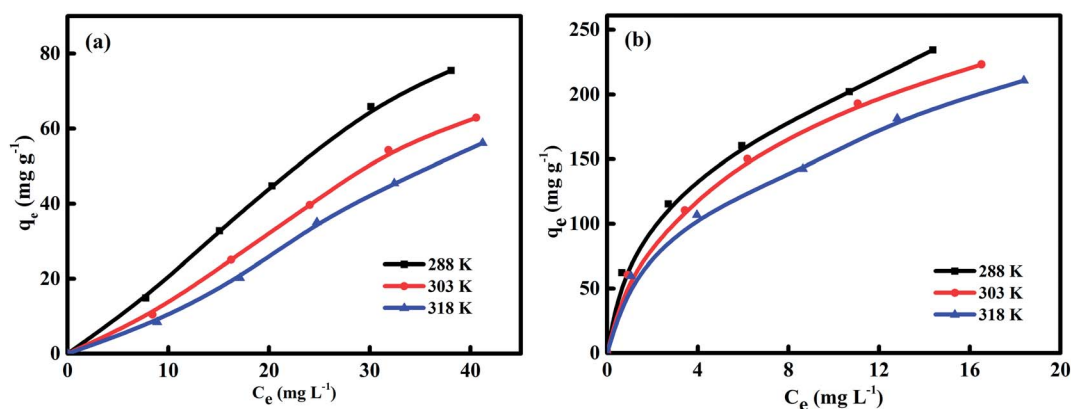 (a)
80
60
40
20
0
qₑ (mg g⁻¹)
288 K
303 K
318 K
0 10 20 30 40
Cₑ (mg L⁻¹)
(b)
250
200
150
100
50
0
qₑ (mg g⁻¹)
288 K
303 K
318 K
0 4 8 12 16 20
Cₑ (mg L⁻¹)